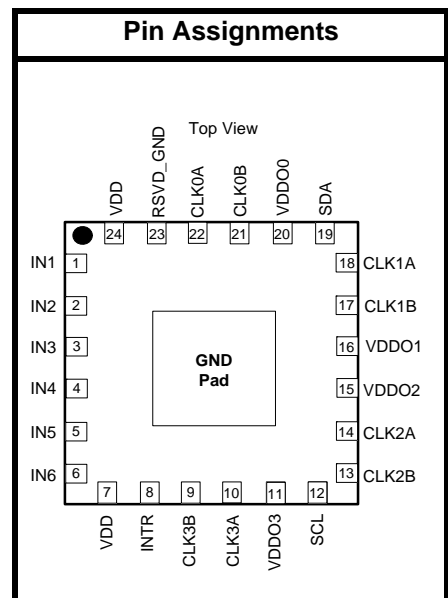 Pin Assignments
Top View
VDD
RSVD_GND
CLK0A
CLK0B
VDDO0
SDA
24
23
22
21
20
19
IN1
1
18
CLK1A
IN2
2
17
CLK1B
IN3
3
16
VDDO1
GND
Pad
IN4
4
15
VDDO2
IN5
5
14
CLK2A
IN6
6
13
CLK2B
7
8
9
10
11
12
VDD
INTR
CLK3B
CLK3A
VDDO3
SCL